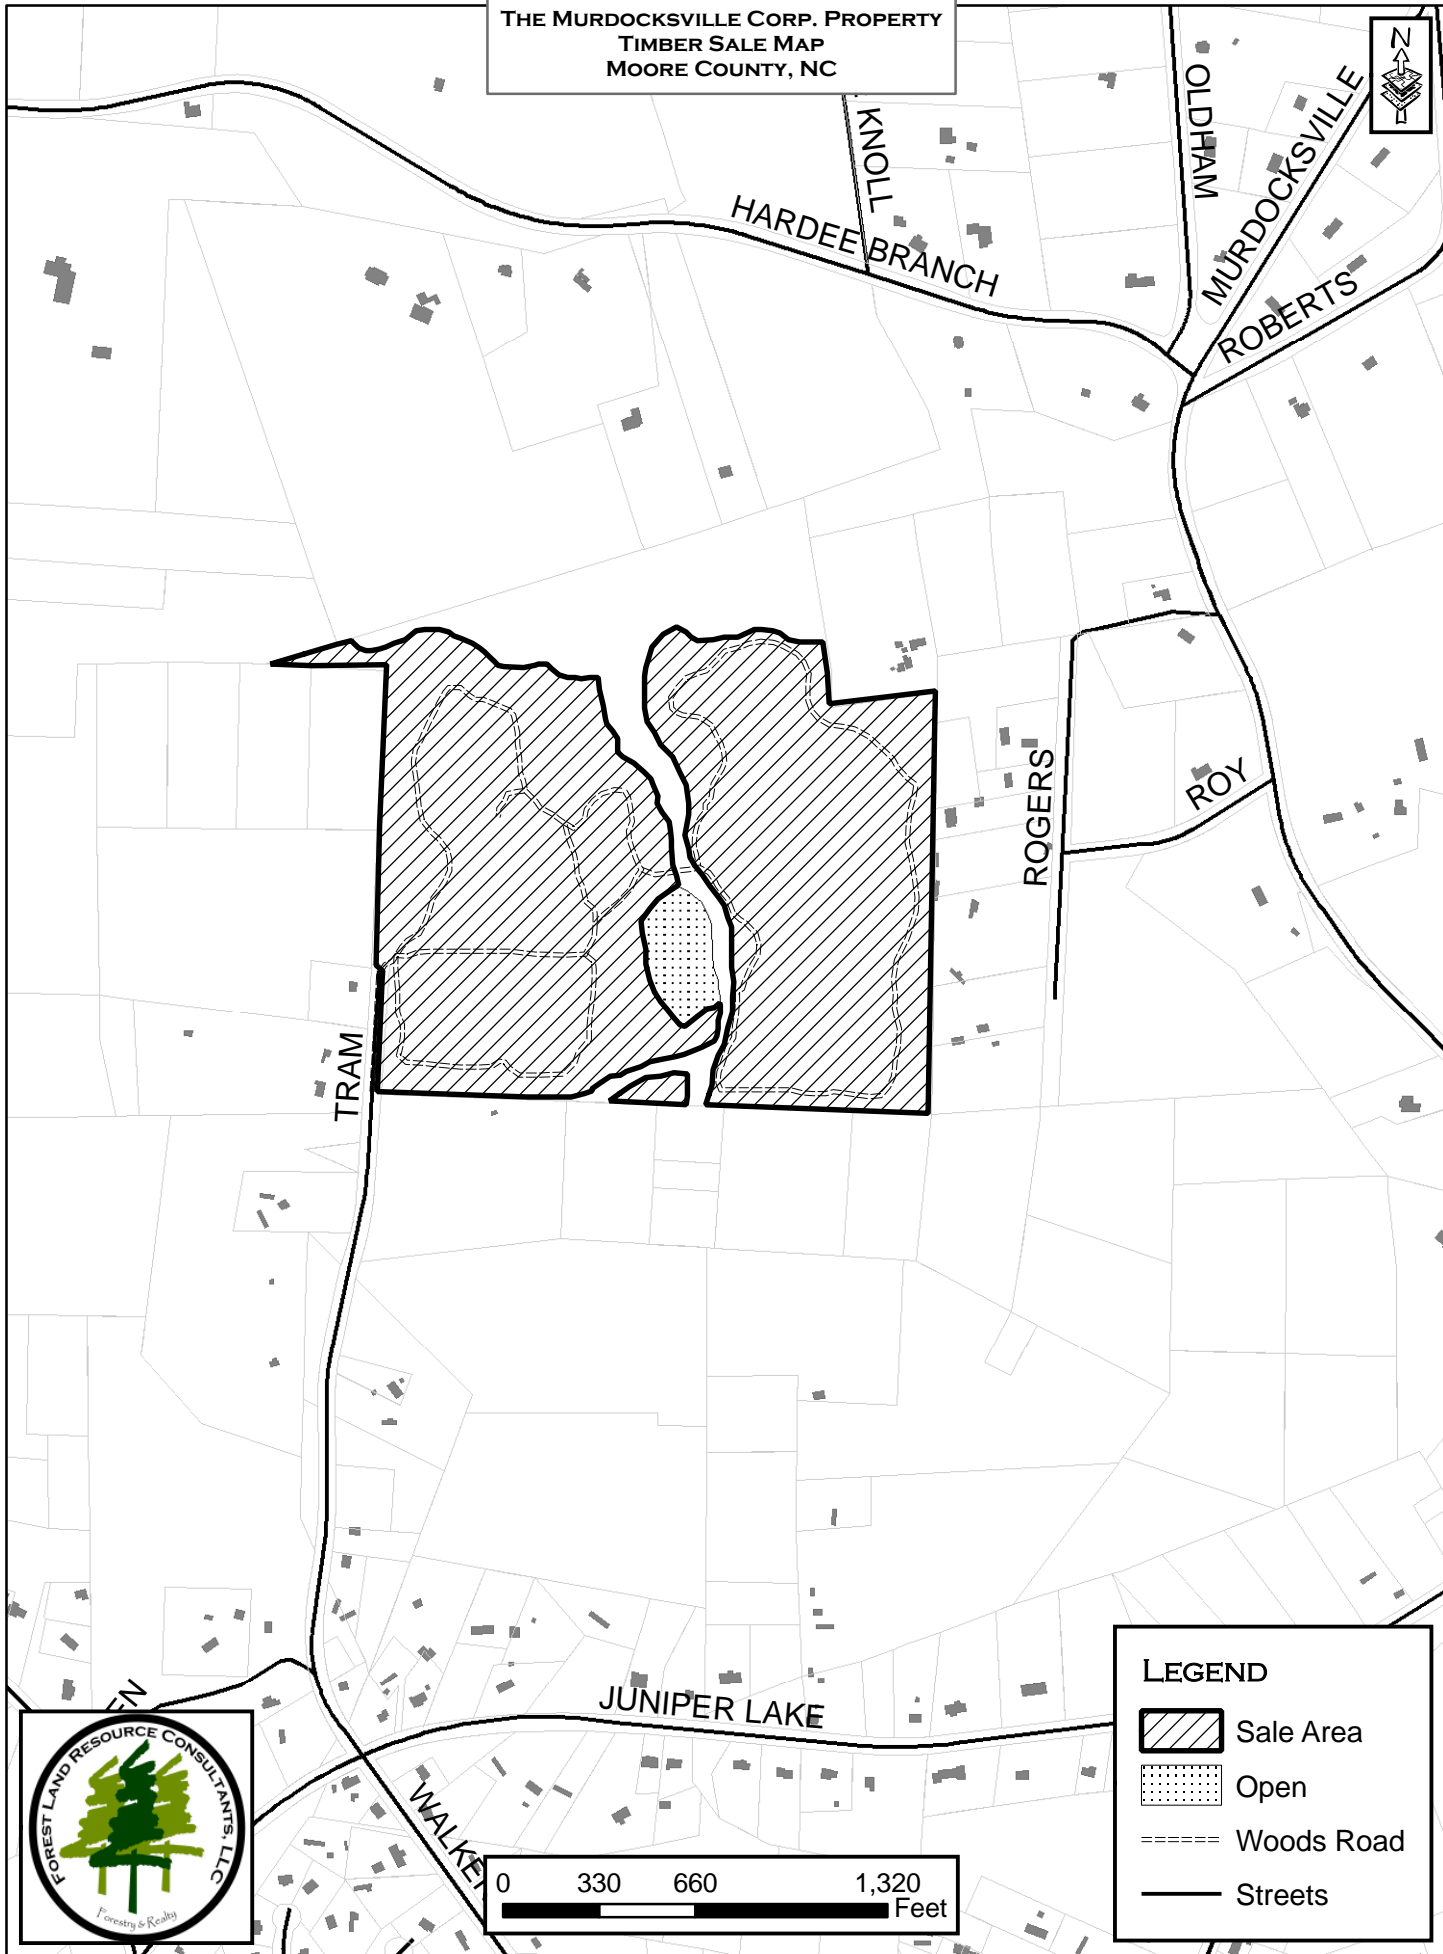 THE MURDOCKSVILLE CORP. PROPERTY
TIMBER SALE MAP
MOORE COUNTY, NC
N
KNOLL
OLDHAM
MURDOCKSVILLE
HARDEE BRANCH
ROBERTS
ROGERS
ROY
TRAM
JUNIPER LAKE
WALKE
LEGEND
Sale Area
Open
Woods Road
Streets
FOREST LAND RESOURCE CONSULTANTS, LLC
Forestry & Realty
0 330 660 1,320
Feet